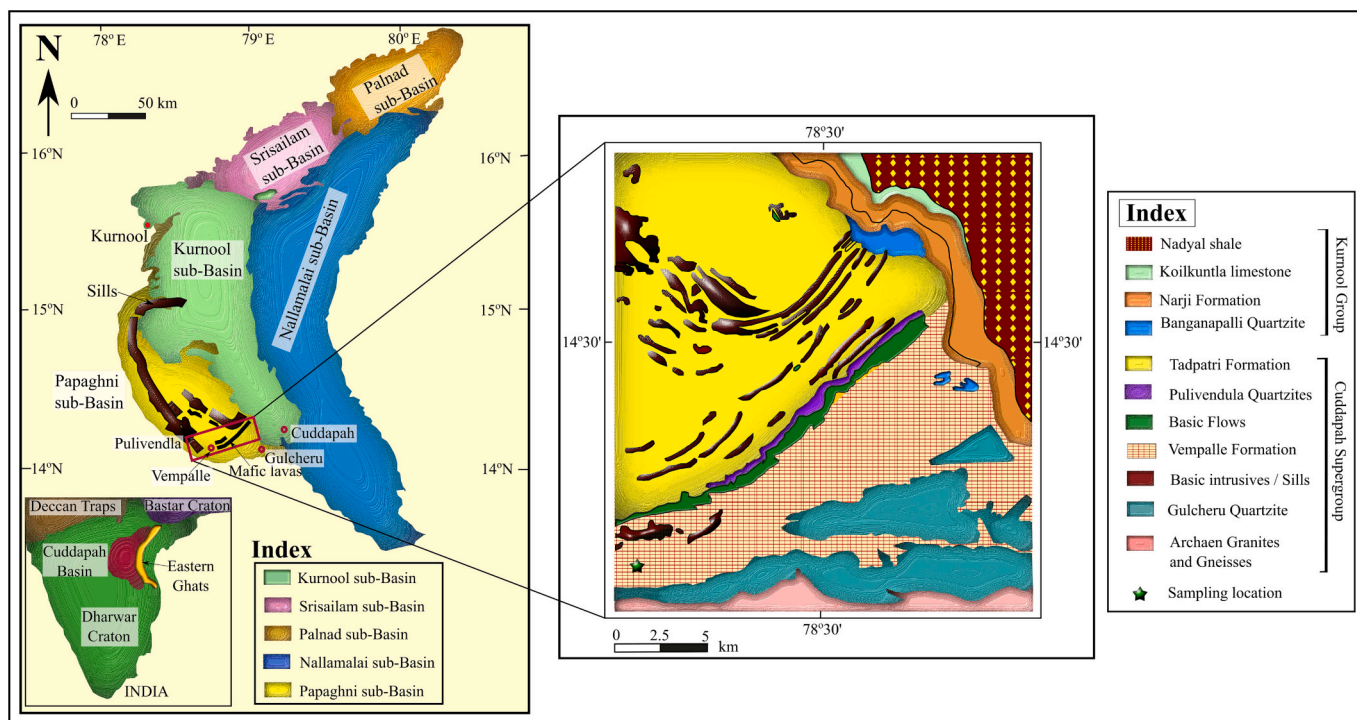 78° E
79° E
80° E
N
0 50 km
16°N
16°N
15°N
15°N
14°N
14°N
Palnad
sub-Basin
Srisailam
sub-Basin
Kurnool
Kurnool
sub-Basin
Nallamalai sub-Basin
Sills
Papaghni
sub-Basin
Pulivendla
Vempalle
Mafic lavas
Cuddapah
Gulcheru
Deccan Traps
Bastar Craton
Cuddapah
Basin
Eastern
Ghats
Dharwar
Craton
INDIA
Index
Kurnool sub-Basin
Srisailam sub-Basin
Palnad sub-Basin
Nallamalai sub-Basin
Papaghni sub-Basin
78°30'
14°30'
14°30'
78°30'
0 2.5 5
km
Index
Nadyal shale
Koilkuntla limestone
Narji Formation
Banganapalli Quartzite
Kurnool Group
Tadpatri Formation
Pulivendula Quartzites
Basic Flows
Vempalle Formation
Basic intrusives / Sills
Gulcheru Quartzite
Archaen Granites
and Gneisses
Cuddapah Supergroup
Sampling location